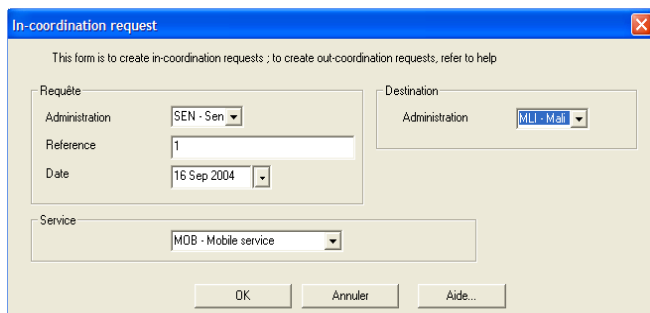 In-coordination request
This form is to create in-coordination requests ; to create out-coordination requests, refer to help
Requête
Administration SEN - Sen
Reference 1
Date 16 Sep 2004
Destination
Administration MLI - Mali
Service
MOB - Mobile service
OK Annuler Aide...